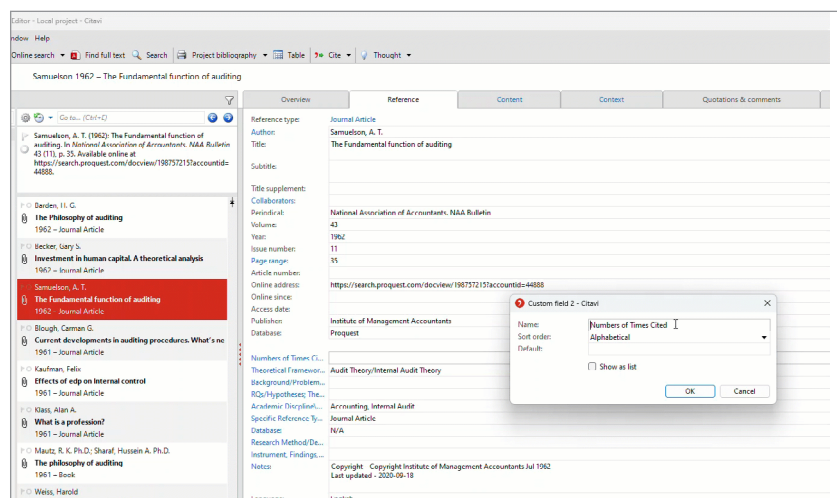 Editor - Local project - Citavi
ndow Help
Online search Find full text Search Project bibliography Table Cite Thought
Samuelson 1962 – The Fundamental function of auditing
Overview Reference Content Context Quotations & comments
Go to... (Ctrl+E)
Samuelson, A. T. (1962): The Fundamental function of
auditing. In National Association of Accountants. NAA Bulletin
43 (11), p. 35. Available online at
https://search.proquest.com/docview/198757215?accountid=
44888.
Barden, H. G.
The Philosophy of auditing
1962 – Journal Article
Becker, Gary S.
Investment in human capital. A theoretical analysis
1962 – Journal Article
Samuelson, A. T.
The Fundamental function of auditing
1962 – Journal Article
Blough, Carman G.
Current developments in auditing procedures. What's ne
1961 – Journal Article
Kaufman, Felix
Effects of edp on Internal control
1961 – Journal Article
Klass, Alan A.
What is a profession?
1961 – Journal Article
Mautz, R. K. Ph.D.; Sharaf, Hussein A. Ph.D.
The philosophy of auditing
1961 – Book
Weiss, Harold
Reference type: Journal Article
Author: Samuelson, A. T.
Title: The Fundamental function of auditing
Subtitle:
Title supplement:
Collaborators:
Periodical: National Association of Accountants. NAA Bulletin
Volume: 43
Year: 1962
Issue number: 11
Page range: 35
Article number:
Online address: https://search.proquest.com/docview/198757215?accountid=44888
Online since:
Access date:
Publisher: Institute of Management Accountants
Database: Proquest
Numbers of Times Ci...
Theoretical Framewor... Audit Theory/Internal Audit Theory
Background/Problem...
RQs/Hypotheses; The...
Academic Discipline\... Accounting, Internal Audit
Specific Reference Ty... Journal Article
Database: N/A
Research Method/De...
Instrument, Findings,...
Notes: Copyright Copyright Institute of Management Accountants Jul 1962
Last updated - 2020-09-18
Custom field 2 - Citavi
Name: Numbers of Times Cited
Sort order: Alphabetical
Default:
Show as list
OK Cancel